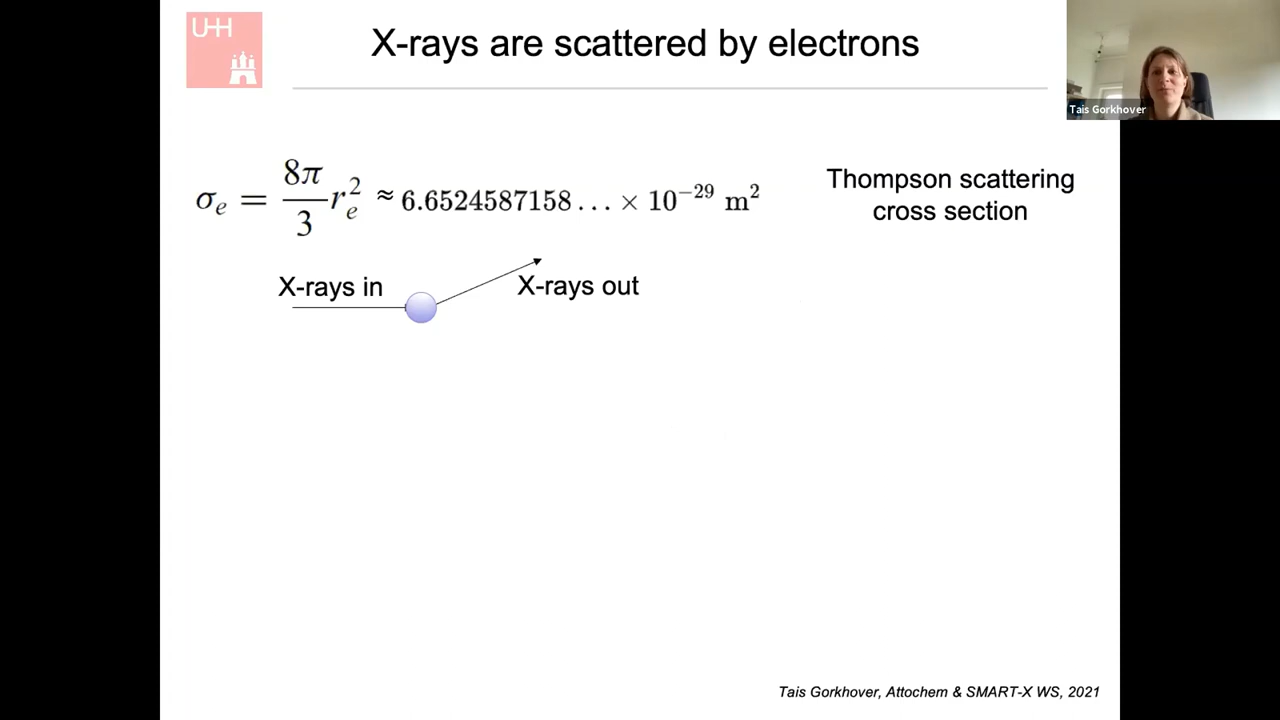 UHH
X-rays are scattered by electrons
Tais Gorkhover
σ_e = 8π/3 r_e^2 ≈ 6.6524587158... × 10^−29 m^2
Thompson scattering
cross section
X-rays in
X-rays out
Tais Gorkhover, Attochem & SMART-X WS, 2021